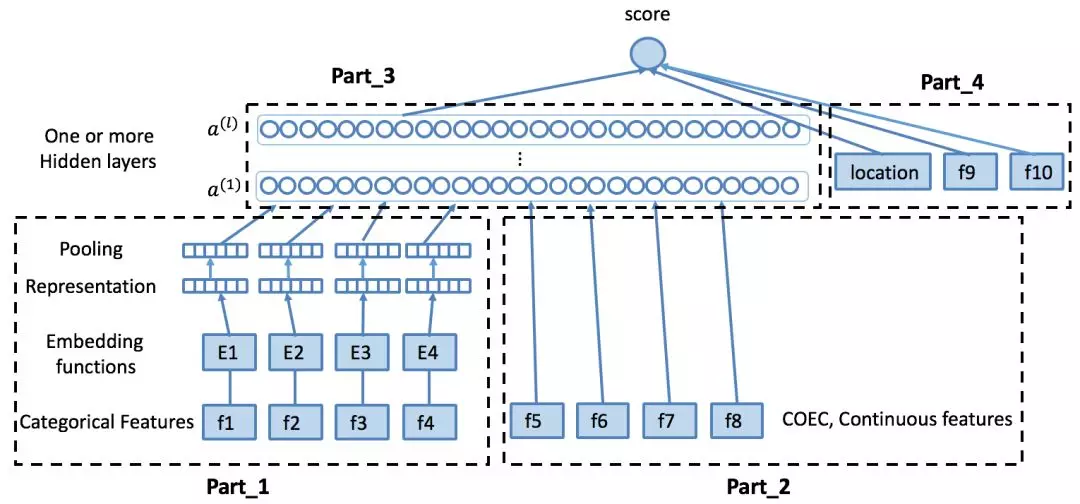 score
Part_3
Part_4
One or more
Hidden layers
a^(l)
⋮
a^(1)
location
f9
f10
Pooling
Representation
Embedding
functions
E1
E2
E3
E4
Categorical Features
f1
f2
f3
f4
f5
f6
f7
f8
COEC, Continuous features
Part_1
Part_2